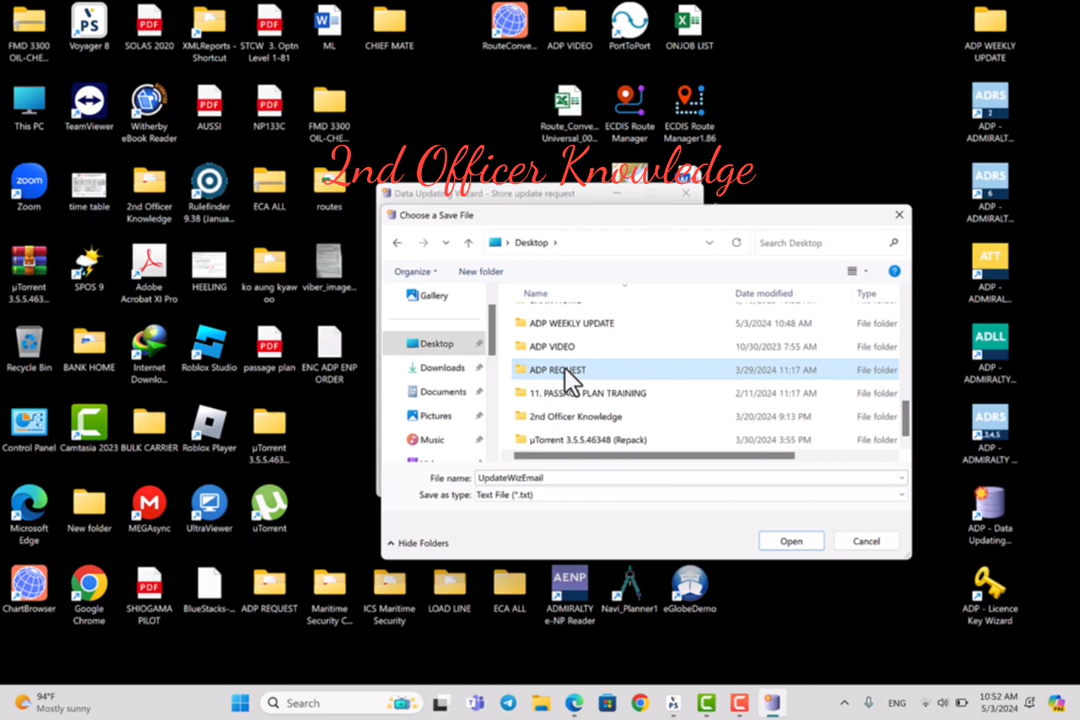 FMD 3300 OIL-CHE...
Voyager 8
SOLAS 2020
XMLReports - Shortcut
STCW 3. Optn Level 1-81
ML
CHIEF MATE
RouteConve...
ADP VIDEO
PortToPort
ONJOB LIST
ADP WEEKLY UPDATE
This PC
TeamViewer
Witherby eBook Reader
AUSSI
NP133C
FMD 3300 OIL-CHE...
Route_Conve... Universal_00...
ECDIS Route Manager
ECDIS Route Manager1.86
ADRS 2
ADP - ADMIRALT...
2nd Officer Knowledge
Zoom
time table
2nd Officer Knowledge
Rulefinder 9.38 (Janua...
ECA ALL
routes
ADRS 6
ADP - ADMIRALT...
Data Updating Wizard - Store update request
Choose a Save File
Desktop
Search Desktop
Organize
New folder
Gallery
Name
Date modified
Type
Desktop
Downloads
Documents
Pictures
Music
ADP WEEKLY UPDATE 5/3/2024 10:48 AM File folder
ADP VIDEO 10/30/2023 7:55 AM File folder
ADP REQUEST 3/29/2024 11:17 AM File folder
11. PASSAGE PLAN TRAINING 2/11/2024 11:17 AM File folder
2nd Officer Knowledge 3/20/2024 9:13 PM File folder
µTorrent 3.5.5.46348 (Repack) 3/30/2024 3:55 PM File folder
File name: UpdateWizEmail
Save as type: Text File (*.txt)
Hide Folders
Open
Cancel
µTorrent 3.5.5.463...
SPOS 9
Adobe Acrobat XI Pro
HEELING
ko aung kyaw oo
viber_image...
ATT
ADP - ADMIRAL...
Recycle Bin
BANK HOME
Internet Downlo...
Roblox Studio
passage plan
ENC ADP ENP ORDER
ADLL
ADP - ADMIRALT...
Control Panel
Camtasia 2023
BULK CARRIER
Roblox Player
µTorrent 3.5.5.463...
ADRS 3,4,5
ADP - ADMIRALTY ...
Microsoft Edge
New folder
MEGAsync
UltraViewer
uTorrent
ADP - Data Updating...
ChartBrowser
Google Chrome
SHIOGAMA PILOT
BlueStacks-...
ADP REQUEST
Maritime Security C...
ICS Maritime Security
LOAD LINE
ECA ALL
AENP
ADMIRALTY e-NP Reader
Navi_Planner1
eGlobeDemo
ADP - Licence Key Wizard
94°F
Mostly sunny
Search
ENG
10:52 AM
5/3/2024